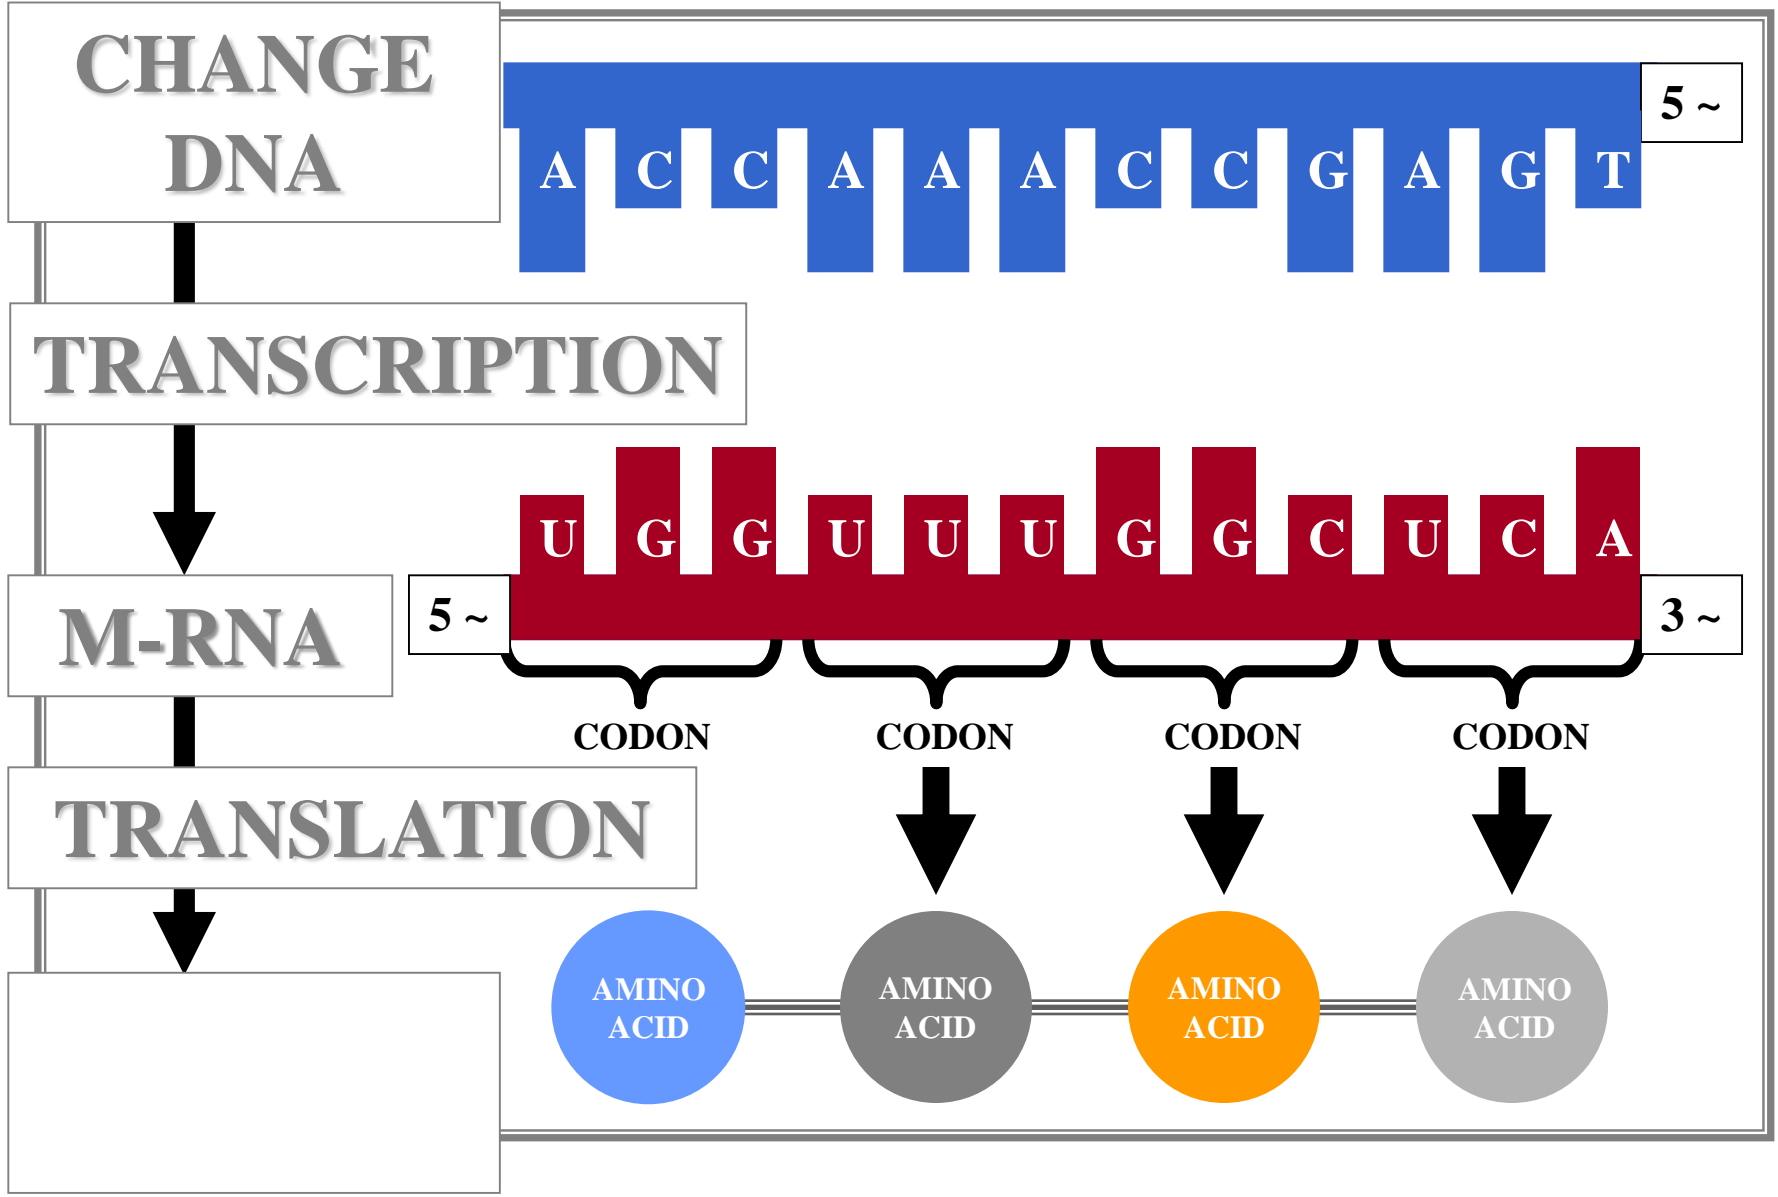 CHANGE
DNA
5 ~
A C C A A A C C G A G T
TRANSCRIPTION
U G G U U U G G C U C A
M-RNA
5 ~
3 ~
CODON CODON CODON CODON
TRANSLATION
AMINO AMINO AMINO AMINO
ACID ACID ACID ACID